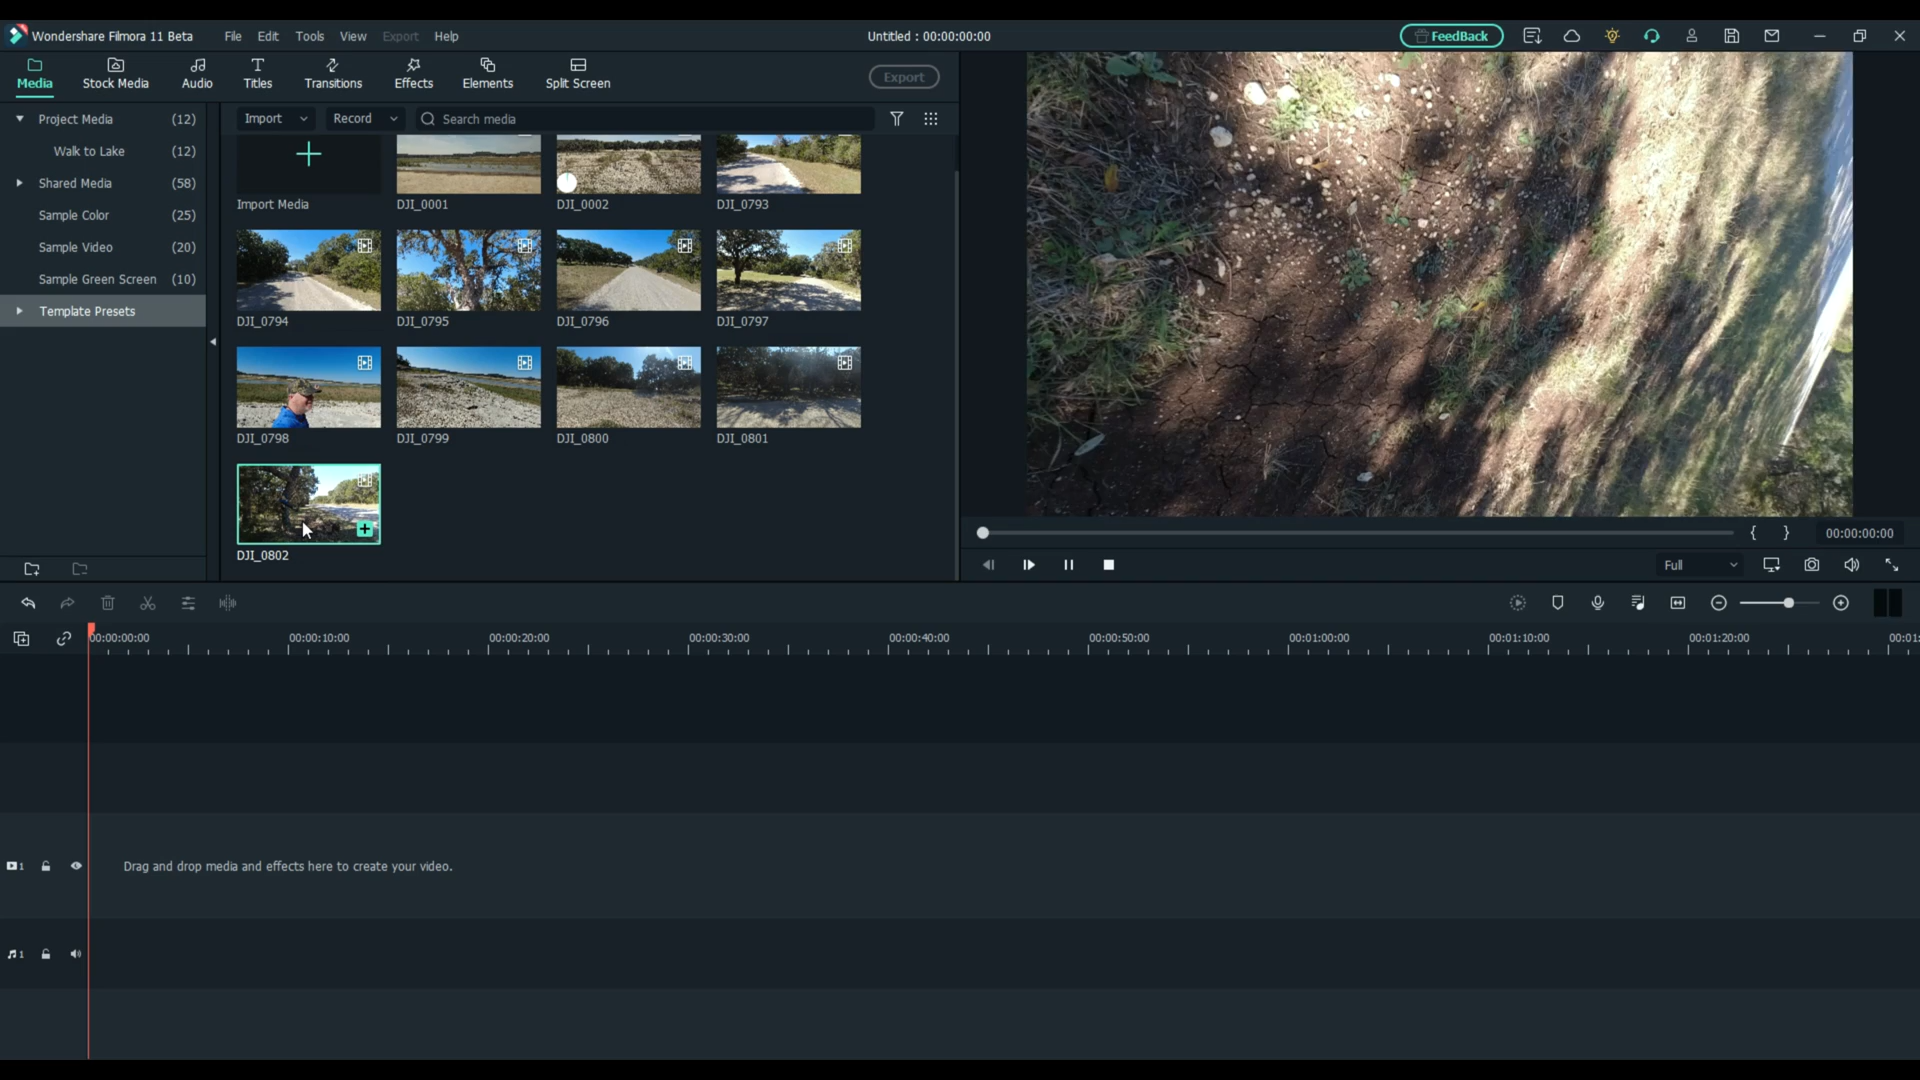 Wondershare Filmora 11 Beta File Edit Tools View Export Help Untitled : 00:00:00:00 FeedBack
Media Stock Media Audio Titles Transitions Effects Elements Split Screen Export
Project Media (12)
Walk to Lake (12)
Shared Media (58)
Sample Color (25)
Sample Video (20)
Sample Green Screen (10)
Template Presets
Import Record Search media
Import Media DJI_0001 DJI_0002 DJI_0793
DJI_0794 DJI_0795 DJI_0796 DJI_0797
DJI_0798 DJI_0799 DJI_0800 DJI_0801
DJI_0802
{ } 00:00:00:00
Full
00:00:00:00 00:00:10:00 00:00:20:00 00:00:30:00 00:00:40:00 00:00:50:00 00:01:00:00 00:01:10:00 00:01:20:00 00:01:
1 Drag and drop media and effects here to create your video.
1